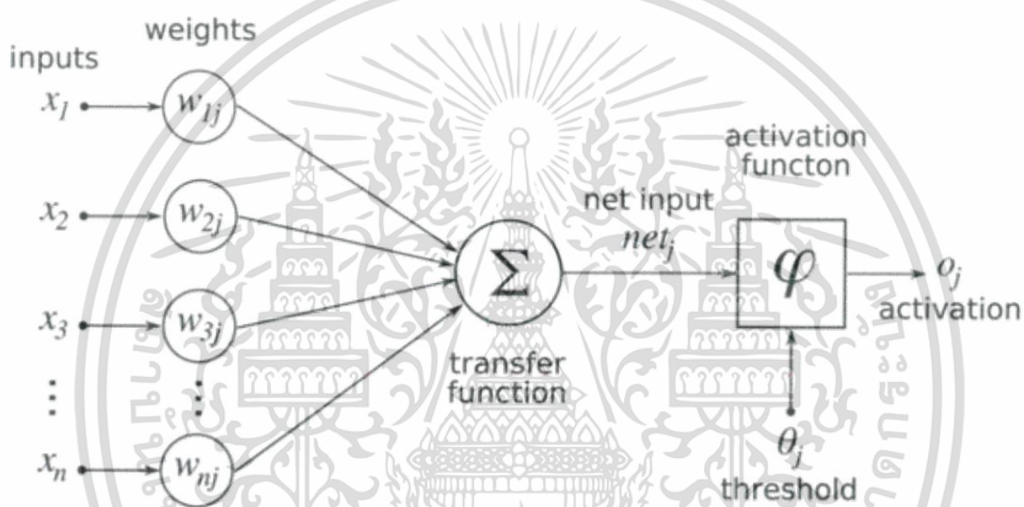 weights
inputs
x₁
w₁ⱼ
x₂
w₂ⱼ
x₃
w₃ⱼ
⋮
⋮
xₙ
wₙⱼ
Σ
transfer
function
net input
netⱼ
activation
functon
φ
oⱼ
activation
θⱼ
threshold